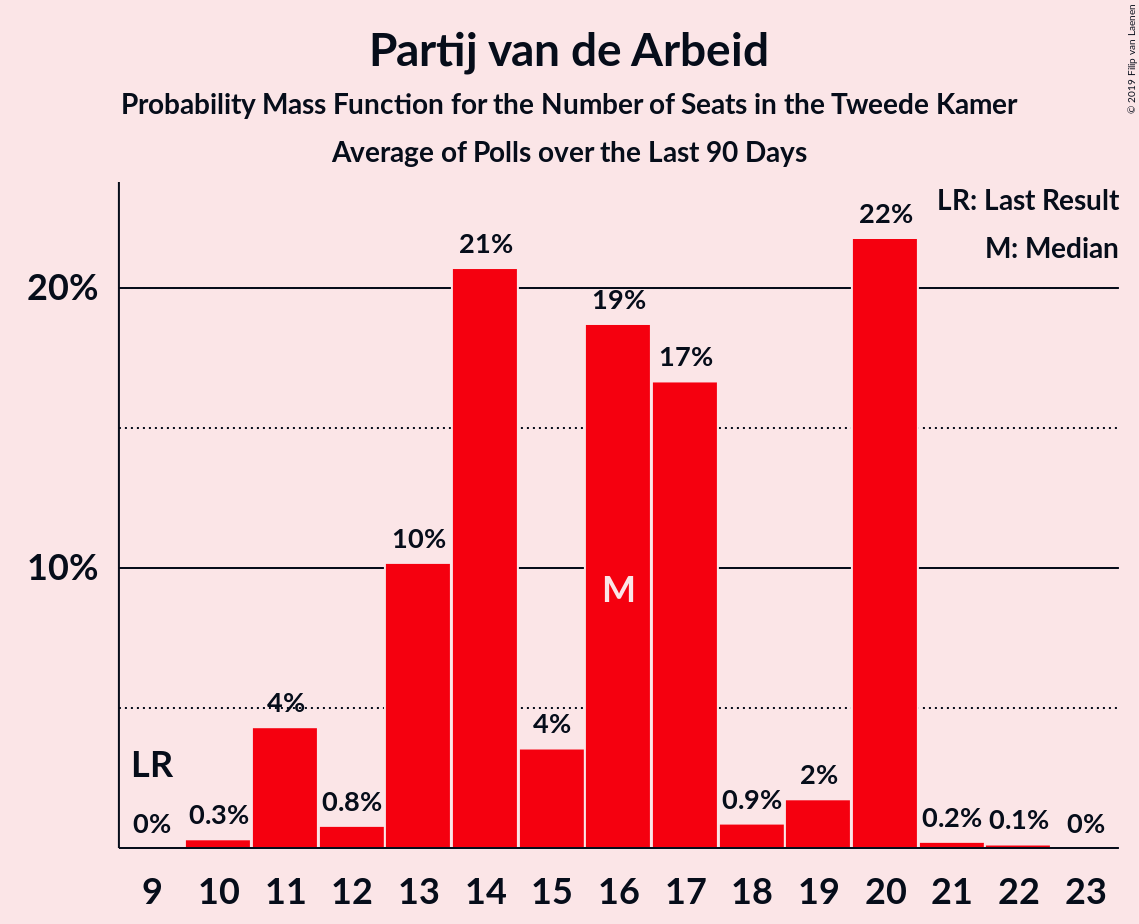 Partij van de Arbeid
Probability Mass Function for the Number of Seats in the Tweede Kamer
Average of Polls over the Last 90 Days
© 2019 Filip van Laenen
LR: Last Result
M: Median
20%
10%
LR
0%
0.3%
4%
0.8%
10%
21%
4%
19%
M
17%
0.9%
2%
22%
0.2%
0.1%
0%
9 10 11 12 13 14 15 16 17 18 19 20 21 22 23